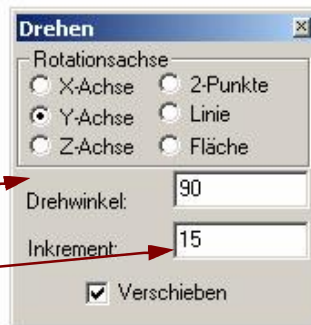 Drehen
Rotationsachse
X-Achse 2-Punkte
Y-Achse Linie
Z-Achse Fläche
Drehwinkel: 90
Inkrement: 15
Verschieben